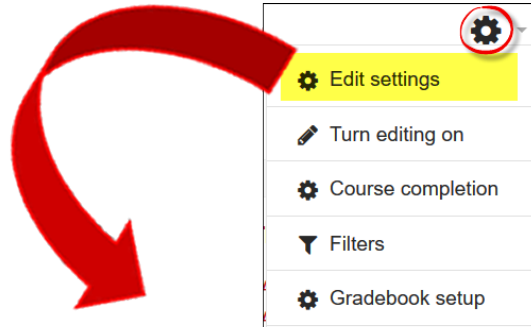 Edit settings
Turn editing on
Course completion
Filters
Gradebook setup